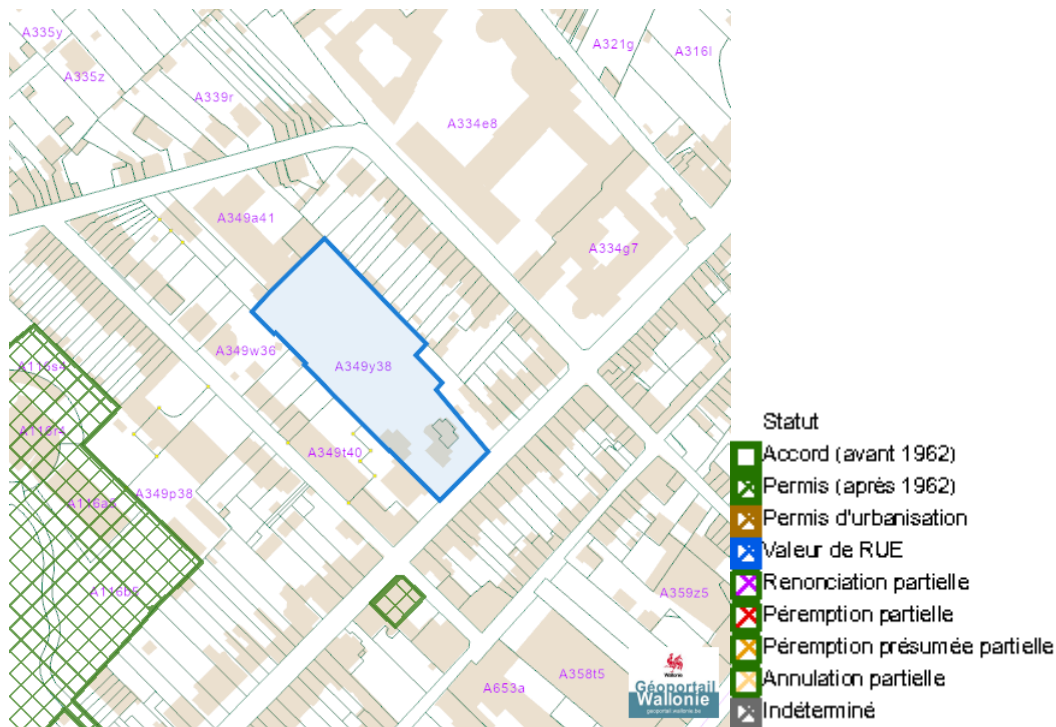 A335y
A321g
A316l
A335z
A339r
A334e8
A349a41
A334g7
A349w36
A349y38
A116s4
A116r4
A349t40
A349p38
A116b6
A359z5
A358t5
A653a
Wallonie
Géoportail
Wallonie
geoportail.wallonie.be
Statut
Accord (avant 1962)
Permis (après 1962)
Permis d'urbanisation
Valeur de RUE
Renonciation partielle
Péremption partielle
Péremption présumée partielle
Annulation partielle
Indéterminé